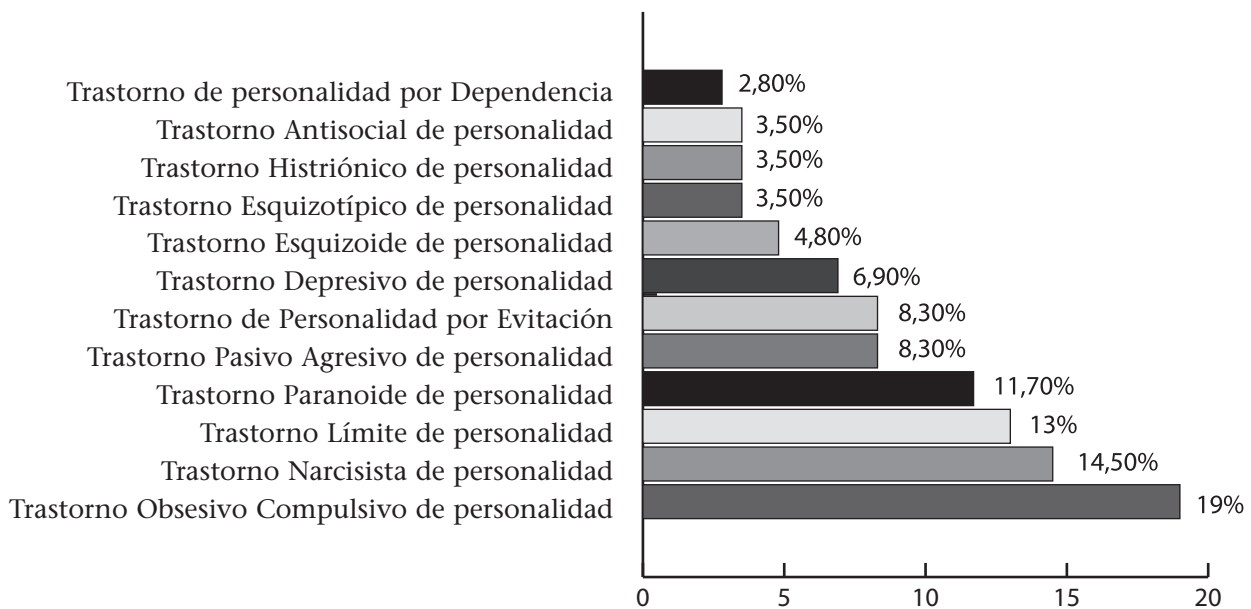 Trastorno de personalidad por Dependencia 2,80%
Trastorno Antisocial de personalidad 3,50%
Trastorno Histriónico de personalidad 3,50%
Trastorno Esquizotípico de personalidad 3,50%
Trastorno Esquizoide de personalidad 4,80%
Trastorno Depresivo de personalidad 6,90%
Trastorno de Personalidad por Evitación 8,30%
Trastorno Pasivo Agresivo de personalidad 8,30%
Trastorno Paranoide de personalidad 11,70%
Trastorno Límite de personalidad 13%
Trastorno Narcisista de personalidad 14,50%
Trastorno Obsesivo Compulsivo de personalidad 19%
0 5 10 15 20